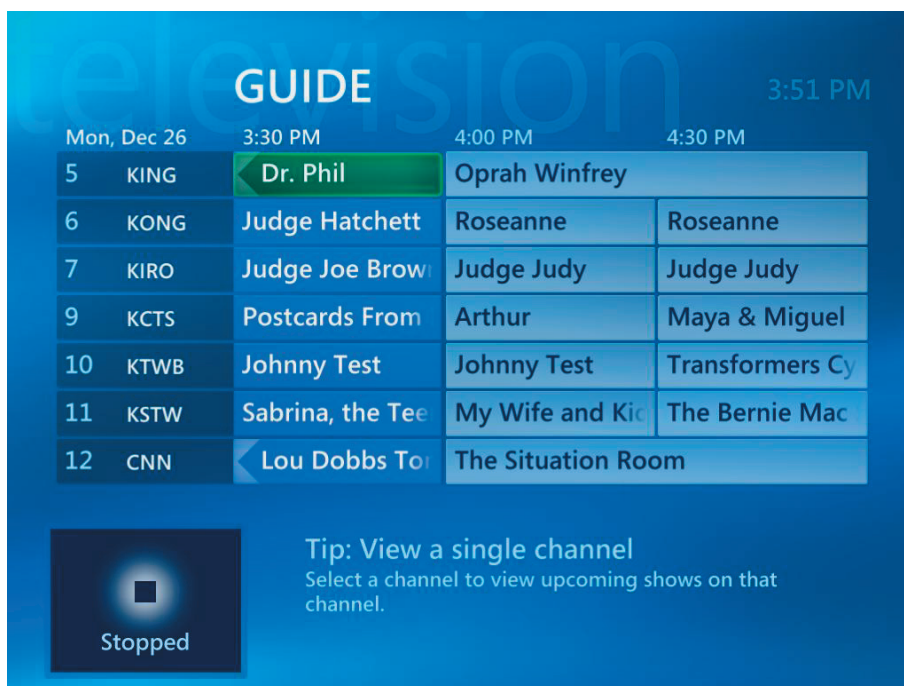 television
GUIDE
3:51 PM
Mon, Dec 26 3:30 PM 4:00 PM 4:30 PM
5 KING Dr. Phil Oprah Winfrey
6 KONG Judge Hatchett Roseanne Roseanne
7 KIRO Judge Joe Brow Judge Judy Judge Judy
9 KCTS Postcards From Arthur Maya & Miguel
10 KTWB Johnny Test Johnny Test Transformers Cy
11 KSTW Sabrina, the Tee My Wife and Kid The Bernie Mac
12 CNN Lou Dobbs To The Situation Room
Tip: View a single channel
Select a channel to view upcoming shows on that
channel.
Stopped